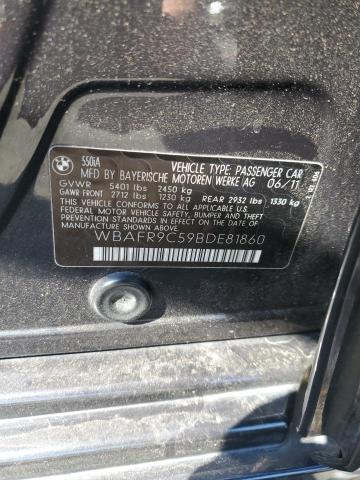 550iA
VEHICLE TYPE: PASSENGER CAR
MFD BY BAYERISCHE MOTOREN WERKE AG 06/11
GVWR 5401 lbs 2450 kg
GAWR FRONT 2712 lbs 1230 kg REAR 2932 lbs 1330 kg
THIS VEHICLE CONFORMS TO ALL APPLICABLE
FEDERAL MOTOR VEHICLE SAFETY, BUMPER AND THEFT PREVENTION
STANDARDS IN EFFECT ON THE DATE OF
MANUFACTURE SHOWN ABOVE.
WBAFR9C59BDE81860